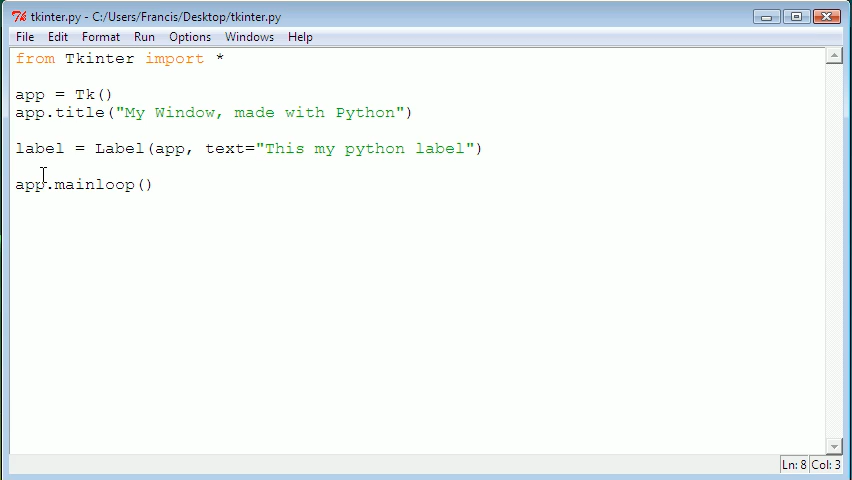 tkinter.py - C:/Users/Francis/Desktop/tkinter.py
File Edit Format Run Options Windows Help
from Tkinter import *
app = Tk()
app.title("My Window, made with Python")
label = Label(app, text="This my python label")
app.mainloop()
Ln: 8 Col: 3